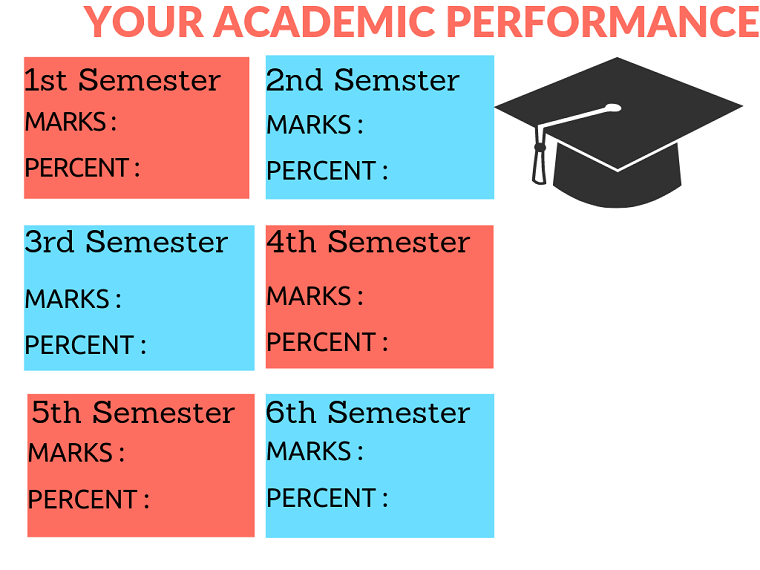 YOUR ACADEMIC PERFORMANCE
1st Semester
MARKS :
PERCENT :
2nd Semster
MARKS :
PERCENT :
3rd Semester
MARKS :
PERCENT :
4th Semester
MARKS :
PERCENT :
5th Semester
MARKS :
PERCENT :
6th Semester
MARKS :
PERCENT :